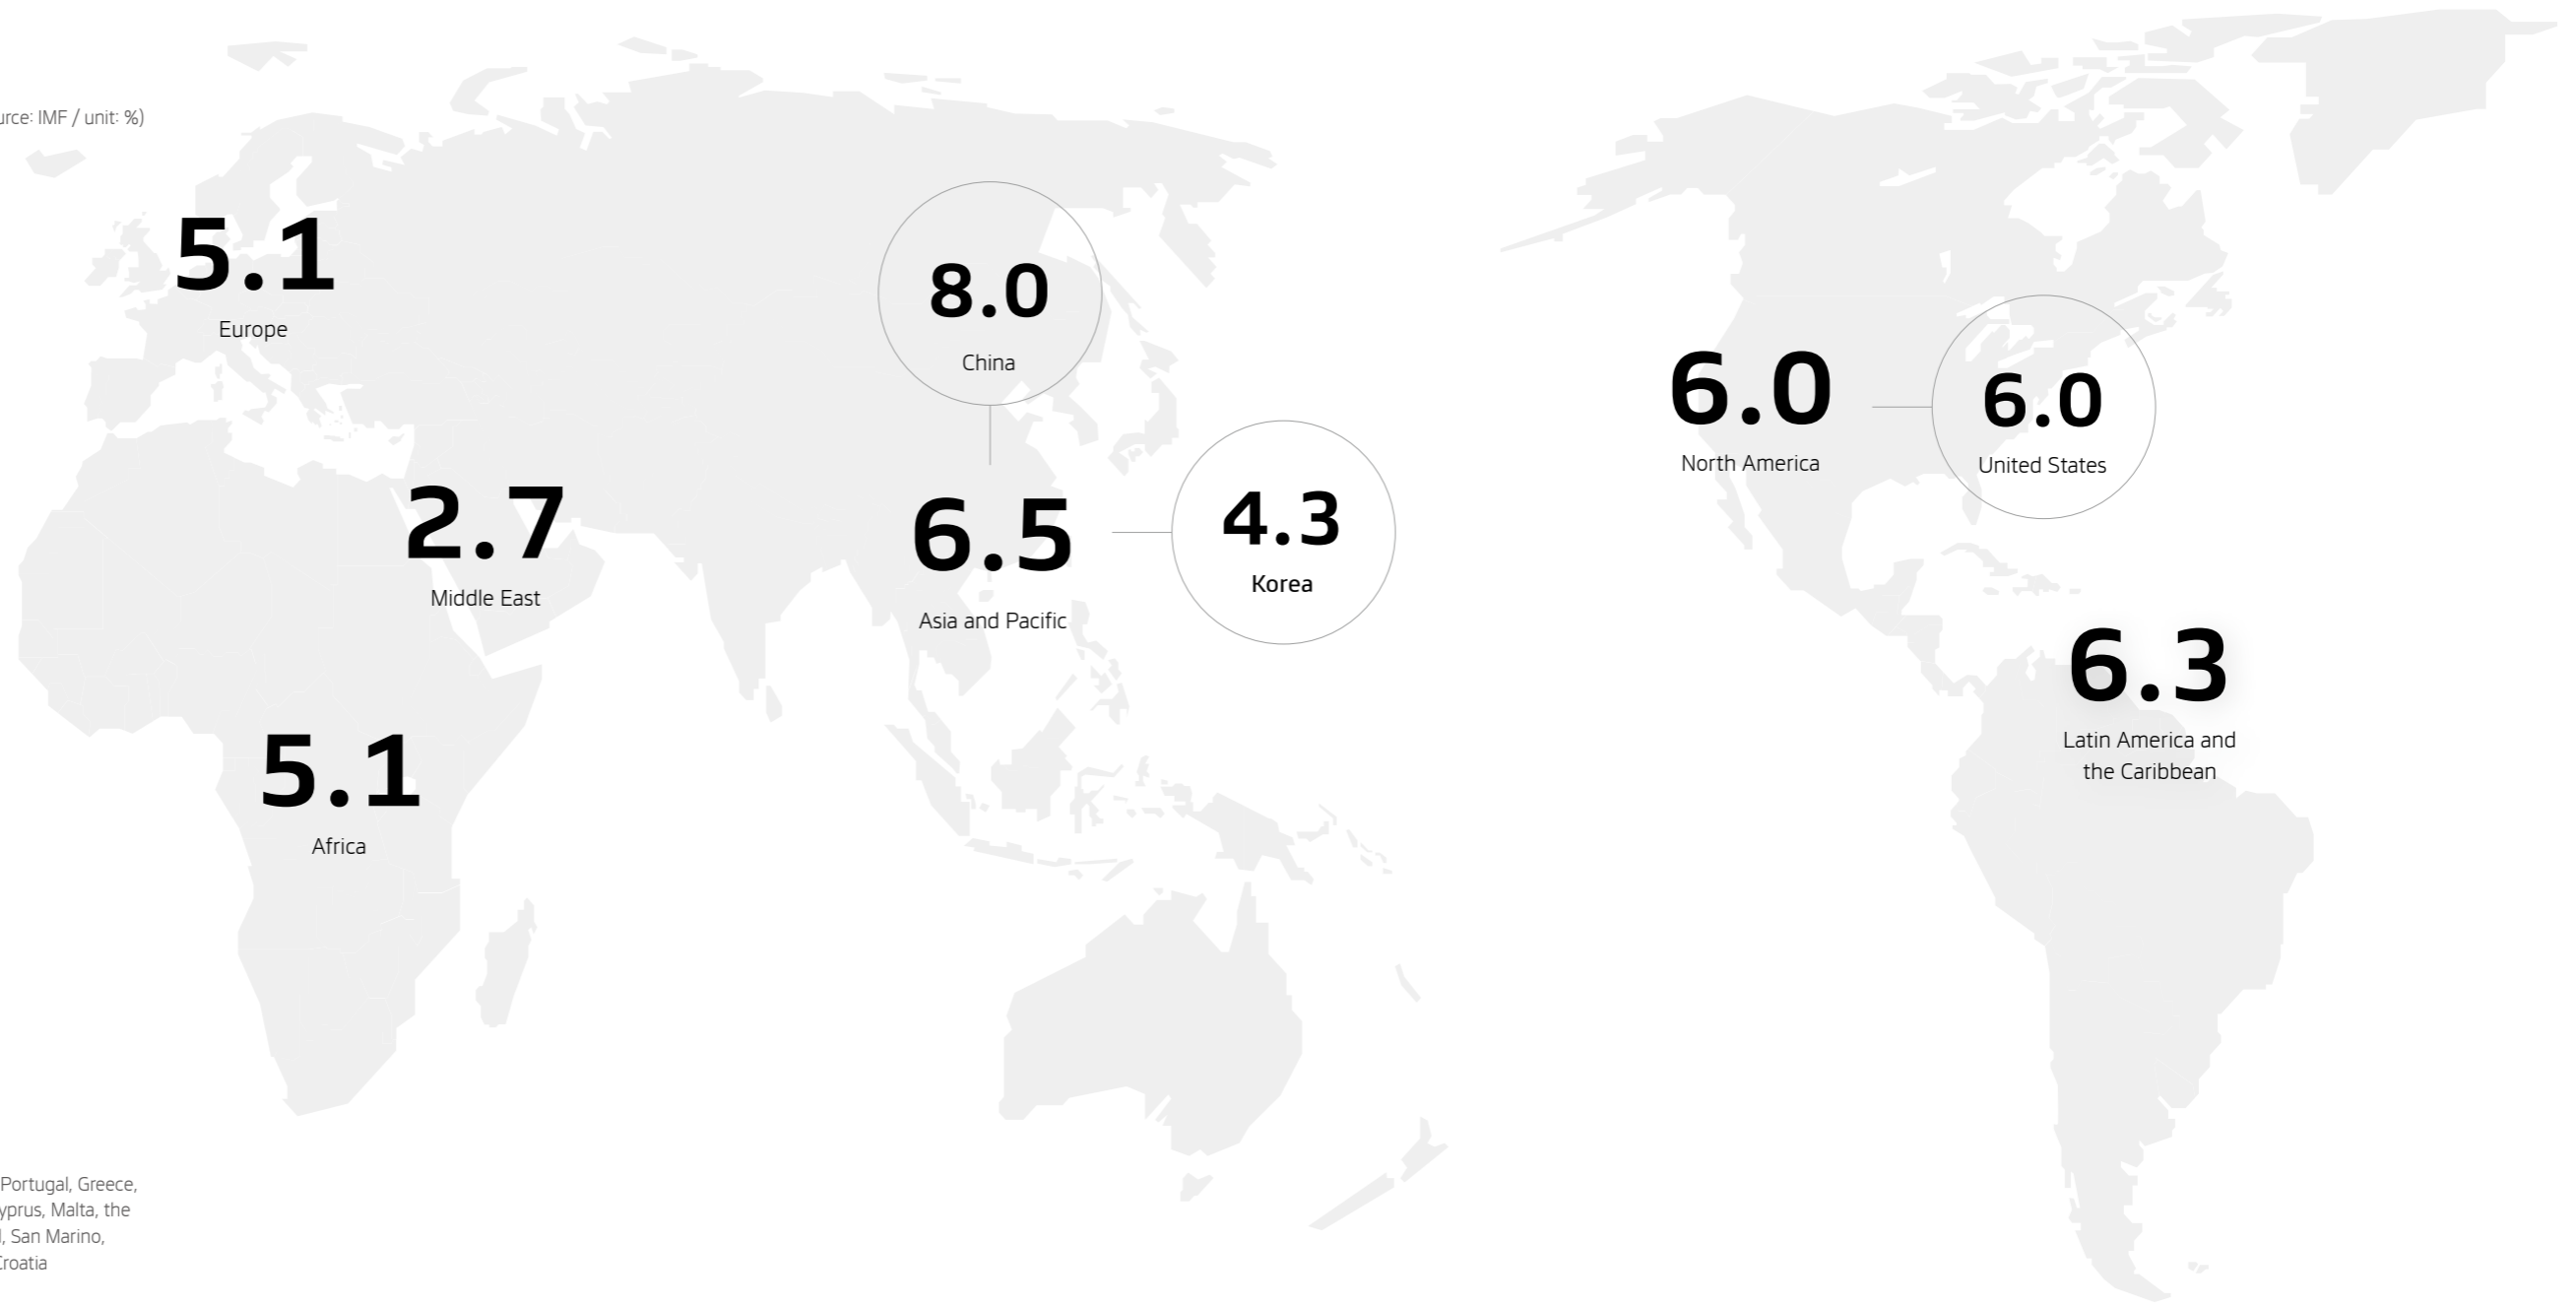 urce: IMF / unit: %)
5.1
Europe
8.0
China
6.0
North America
6.0
United States
2.7
Middle East
6.5
Asia and Pacific
4.3
Korea
6.3
Latin America and
the Caribbean
5.1
Africa
Portugal, Greece,
yprus, Malta, the
, San Marino,
Croatia